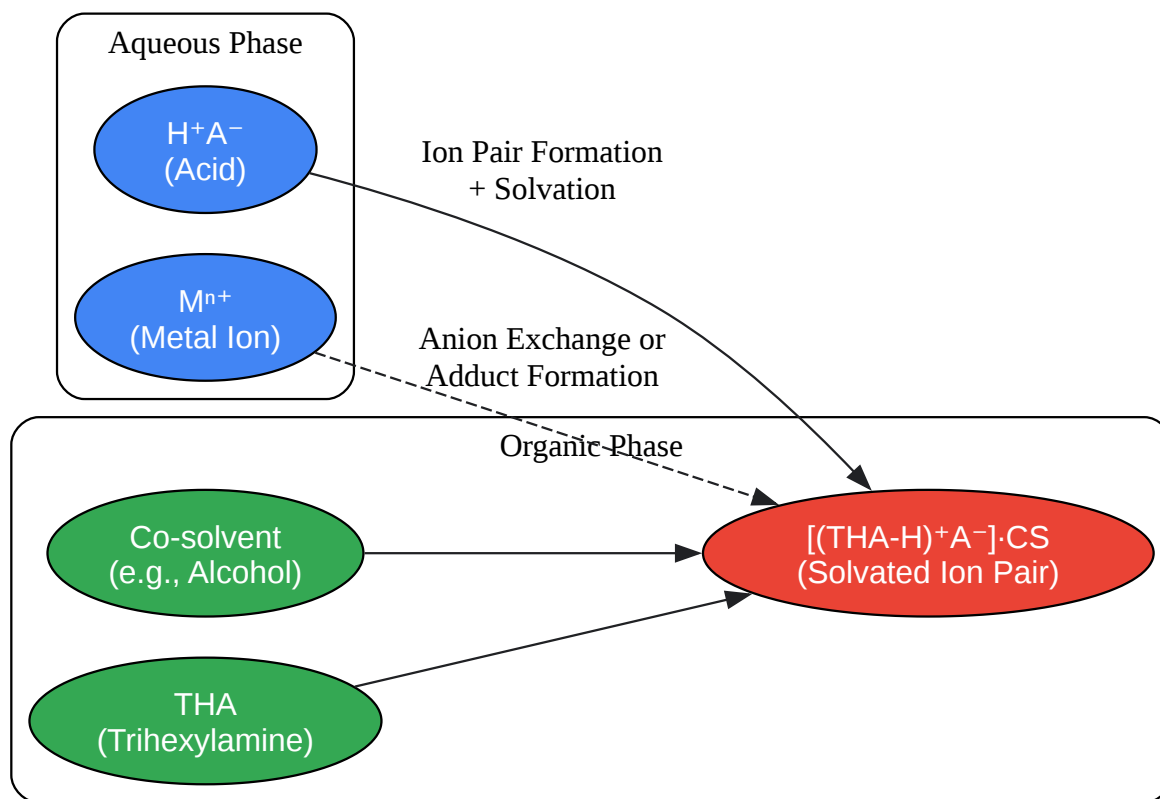 Aqueous Phase
H⁺A⁻
(Acid)
Ion Pair Formation
+ Solvation
Mⁿ⁺
(Metal Ion)
Anion Exchange or
Adduct Formation
Organic Phase
Co-solvent
(e.g., Alcohol)
[(THA-H)⁺A⁻]·CS
(Solvated Ion Pair)
THA
(Trihexylamine)